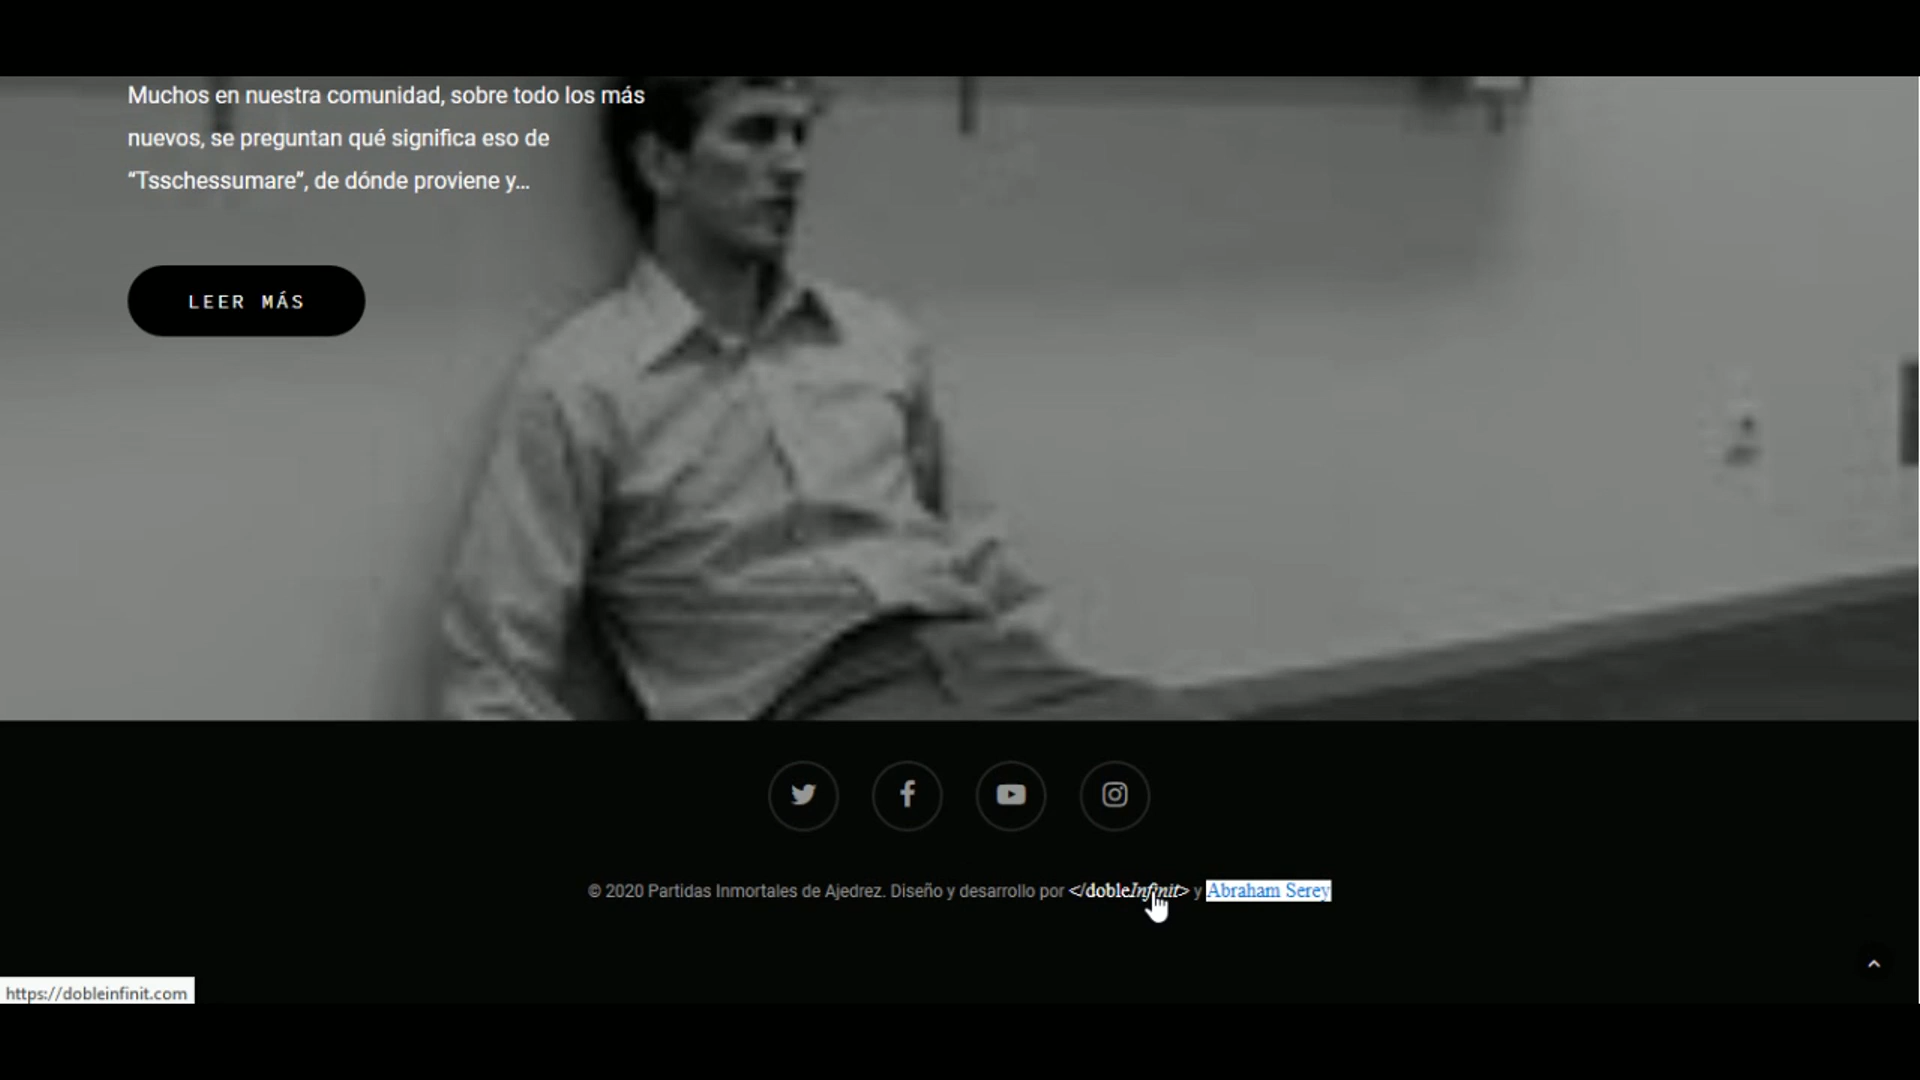 Muchos en nuestra comunidad, sobre todo los más
nuevos, se preguntan qué significa eso de
“Tsschessumare”, de dónde proviene y...
LEER MÁS
© 2020 Partidas Inmortales de Ajedrez. Diseño y desarrollo por </dobleInfinit> y Abraham Serey
https://dobleinfinit.com